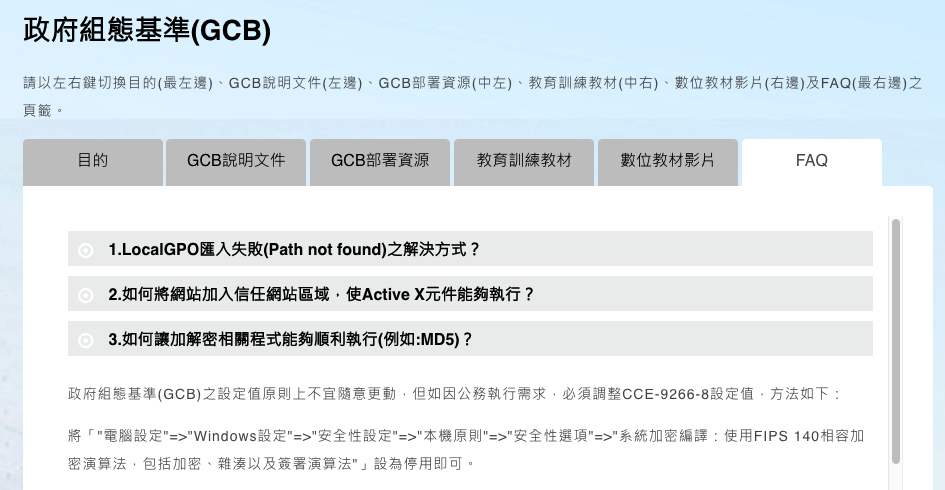 政府組態基準(GCB)
請以左右鍵切換目的(最左邊)、GCB說明文件(左邊)、GCB部署資源(中左)、教育訓練教材(中右)、數位教材影片(右邊)及FAQ(最右邊)之
頁籤。
目的 GCB說明文件 GCB部署資源 教育訓練教材 數位教材影片 FAQ
1.LocalGPO匯入失敗(Path not found)之解決方式？
2.如何將網站加入信任網站區域，使Active X元件能夠執行？
3.如何讓加解密相關程式能夠順利執行(例如:MD5)？
政府組態基準(GCB)之設定值原則上不宜隨意更動，但如因公務執行需求，必須調整CCE-9266-8設定值，方法如下：
將「"電腦設定"=>"Windows設定"=>"安全性設定"=>"本機原則"=>"安全性選項"=>"系統加密編譯：使用FIPS 140相容加
密演算法，包括加密、雜湊以及簽署演算法"」設為停用即可。